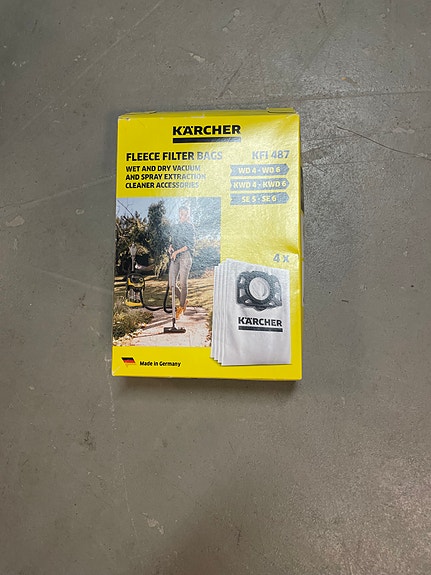 KÄRCHER
FLEECE FILTER BAGS
KFI 487
WET AND DRY VACUUM
AND SPRAY EXTRACTION
CLEANER ACCESSORIES
WD 4 - WD 6
KWD 4 - KWD 6
SE 5 - SE 6
4 x
KÄRCHER
Made in Germany